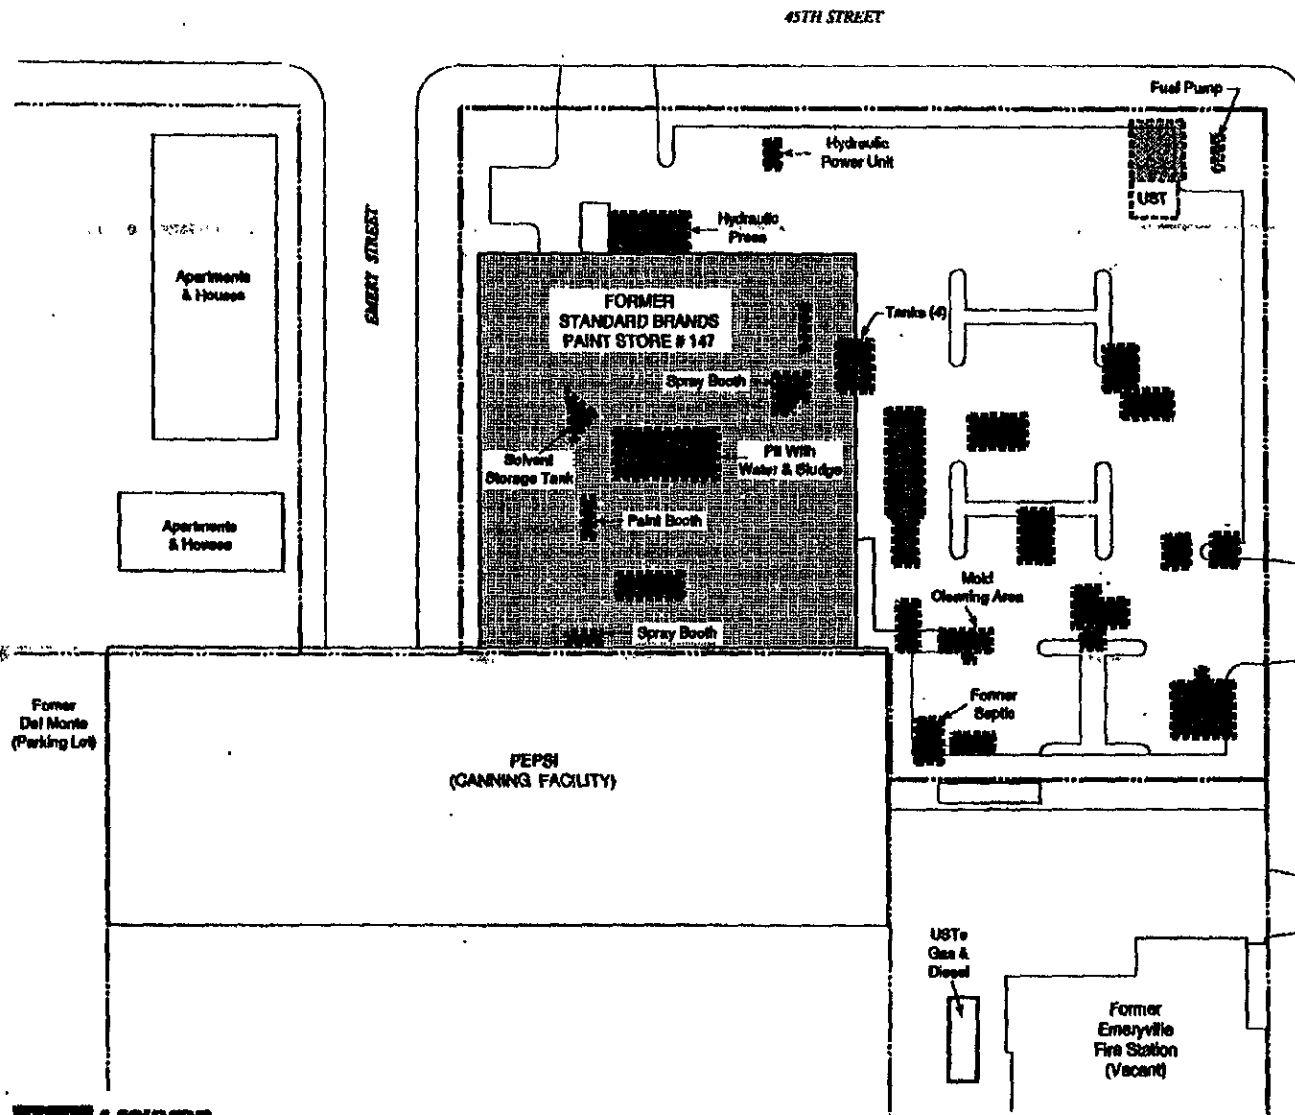 45TH STREET
Fuel Pump
Hydraulic
Power Unit
UST
EMERY STREET
Hydraulic
Press
Apartments
& Houses
FORMER
STANDARD BRANDS
PAINT STORE # 147
Tanks (4)
Spray Booth
Solvent
Storage Tank
Pit With
Water & Sludge
Paint Booth
Apartments
& Houses
Mold
Cleaning Area
Spray Booth
Former
Septic
Former
Del Monte
(Parking Lot)
PEPSI
(CANNING FACILITY)
USTs
Gas &
Diesel
Former
Emeryville
Fire Station
(Vacant)